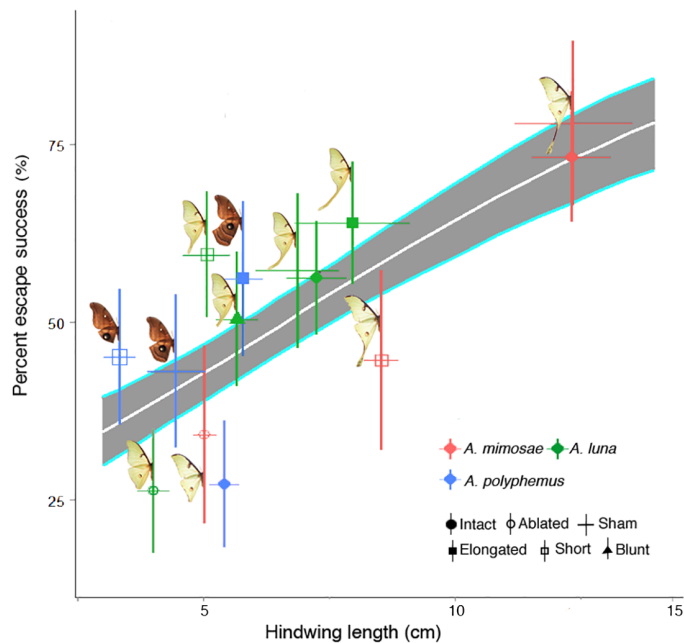 Percent escape success (%)
75
50
25
5
10
15
Hindwing length (cm)
A. mimosae A. luna
A. polyphemus
Intact Ablated Sham
Elongated Short Blunt